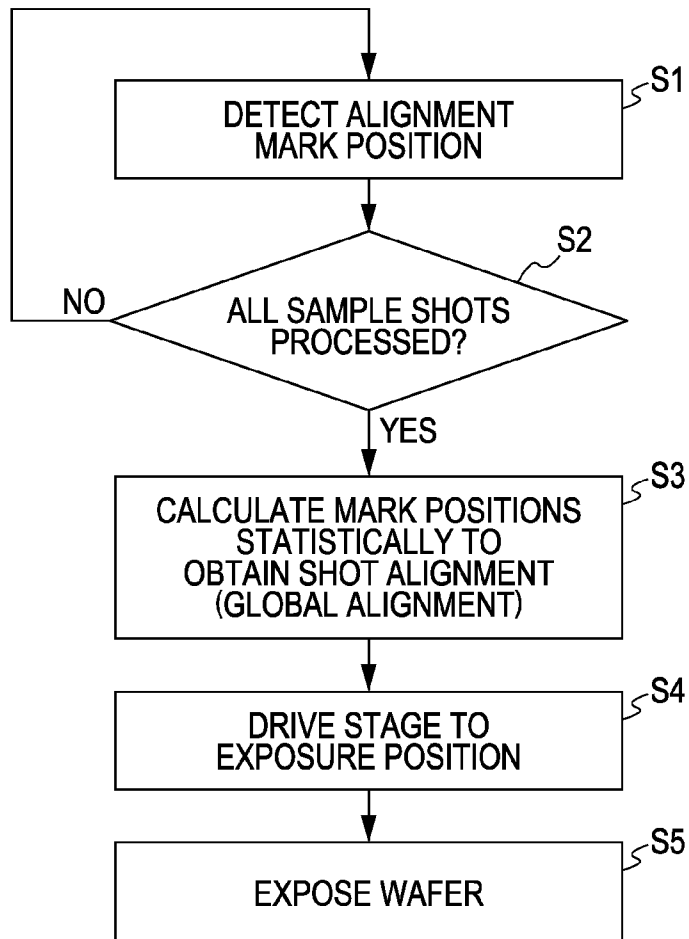 S1
DETECT ALIGNMENT
MARK POSITION
S2
NO
ALL SAMPLE SHOTS
PROCESSED?
YES
S3
CALCULATE MARK POSITIONS
STATISTICALLY TO
OBTAIN SHOT ALIGNMENT
(GLOBAL ALIGNMENT)
S4
DRIVE STAGE TO
EXPOSURE POSITION
S5
EXPOSE WAFER